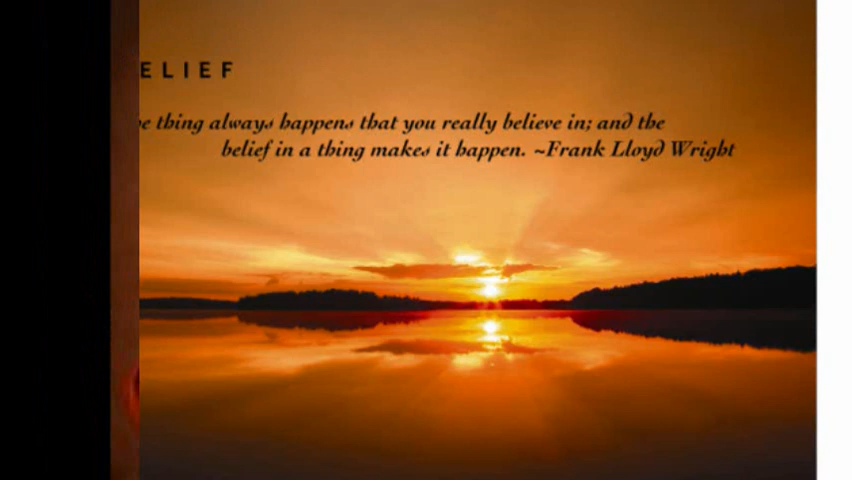 ELIEF
e thing always happens that you really believe in; and the
belief in a thing makes it happen. ~Frank Lloyd Wright